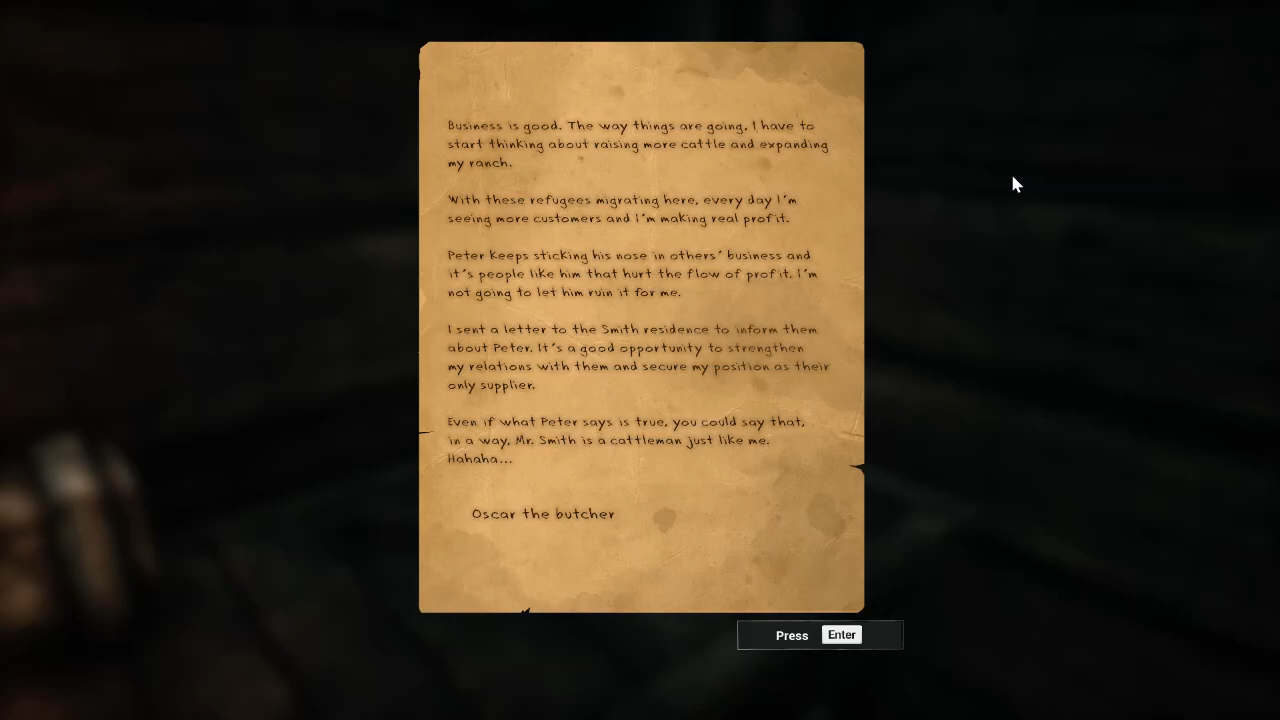 Business is good. The way things are going, I have to
start thinking about raising more cattle and expanding
my ranch.
With these refugees migrating here, every day I'm
seeing more customers and I'm making real profit.
Peter keeps sticking his nose in others' business and
it's people like him that hurt the flow of profit. I'm
not going to let him ruin it for me.
I sent a letter to the Smith residence to inform them
about Peter. It's a good opportunity to strengthen
my relations with them and secure my position as their
only supplier.
Even if what Peter says is true, you could say that,
in a way, Mr. Smith is a cattleman just like me.
Hahaha...
Oscar the butcher
Press Enter